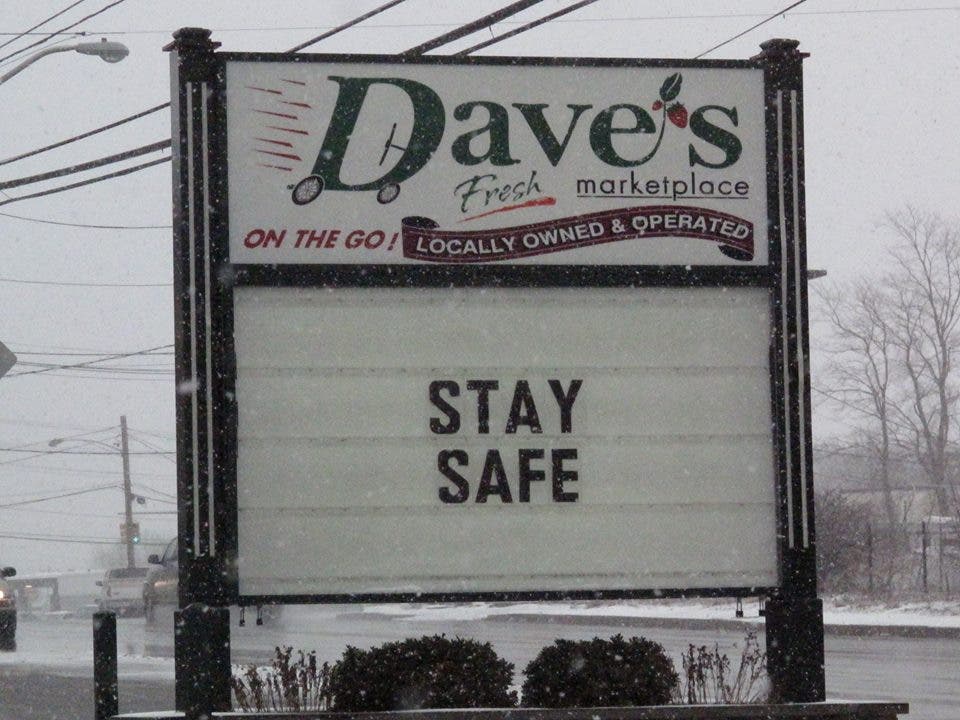 Dave's
Fresh marketplace
ON THE GO! LOCALLY OWNED & OPERATED
STAY
SAFE